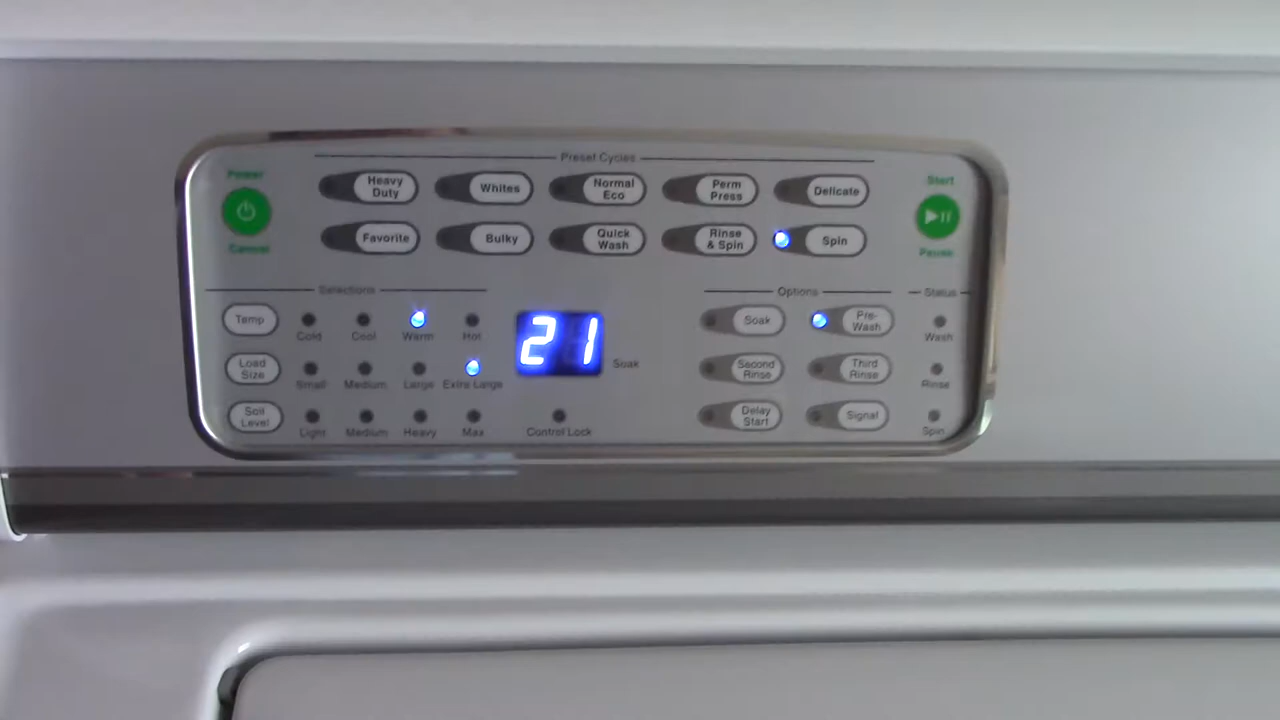 Preset Cycles
Power
Cancel
Heavy
Duty
Whites
Normal
Eco
Perm
Press
Delicate
Start
Pause
Favorite
Bulky
Quick
Wash
Rinse
& Spin
Spin
Selections
Options
Status
Temp
Cold
Cool
Warm
Hot
21
Soak
Soak
Pre-
Wash
Wash
Load
Size
Small
Medium
Large
Extra Large
Second
Rinse
Third
Rinse
Rinse
Soil
Level
Light
Medium
Heavy
Max
Control Lock
Delay
Start
Signal
Spin